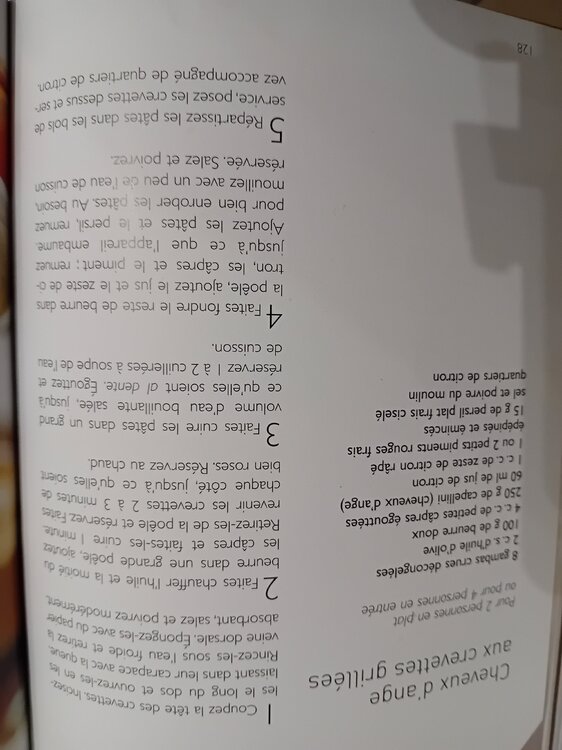 Cheveux d'ange
aux crevettes grillées
Pour 2 personnes en plat
ou pour 4 personnes en entrée
8 gambas crues décongelées
2 c. s. d'huile d'olive
100 g de beurre doux
4 c. c. de petites câpres égouttées
250 g de capellini (cheveux d'ange)
60 ml de jus de citron
1 c. c. de zeste de citron râpé
1 ou 2 petits piments rouges frais
épépinés et émincés
15 g de persil plat frais ciselé
sel et poivre du moulin
quartiers de citron
1 Coupez la tête des crevettes. Incisez-
les le long du dos et ouvrez-les en les
laissant dans leur carapace avec la queue.
Rincez-les sous l'eau froide et retirez la
veine dorsale. Épongez-les avec du papier
absorbant, salez et poivrez modérément.
2 Faites chauffer l'huile et la moitié du
beurre dans une grande poêle, ajoutez
les câpres et faites-les cuire 1 minute.
Retirez-les de la poêle et réservez. Faites
revenir les crevettes 2 à 3 minutes de
chaque côté, jusqu'à ce qu'elles soient
bien roses. Réservez au chaud.
3 Faites cuire les pâtes dans un grand
volume d'eau bouillante salée, jusqu'à
ce qu'elles soient al dente. Égouttez et
réservez 1 à 2 cuillerées à soupe de l'eau
de cuisson.
4 Faites fondre le reste de beurre dans
la poêle, ajoutez le jus et le zeste de ci-
tron, les câpres et le piment ; remuez
jusqu'à ce que l'appareil embaume.
Ajoutez les pâtes et le persil, remuez
pour bien enrober les pâtes. Au besoin,
mouillez avec un peu de l'eau de cuisson
réservée. Salez et poivrez.
5 Répartissez les pâtes dans les bols de
service, posez les crevettes dessus et ser-
vez accompagné de quartiers de citron.
128